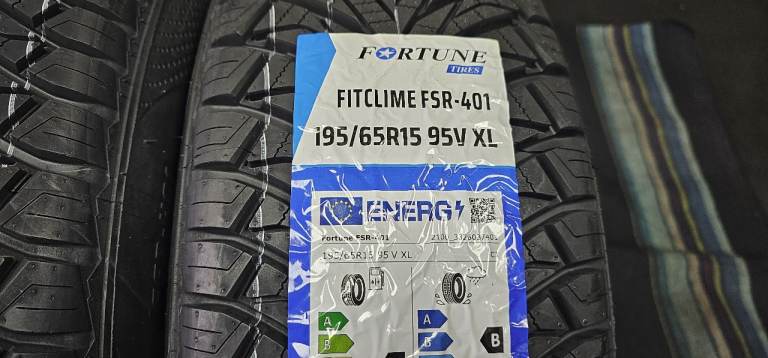 FORTUNE
TIRES
FITCLIME FSR-401
195/65R15 95V XL
ENERG
Fortune FSR-401
195/65R15 95 V XL
A
A
B
B
B